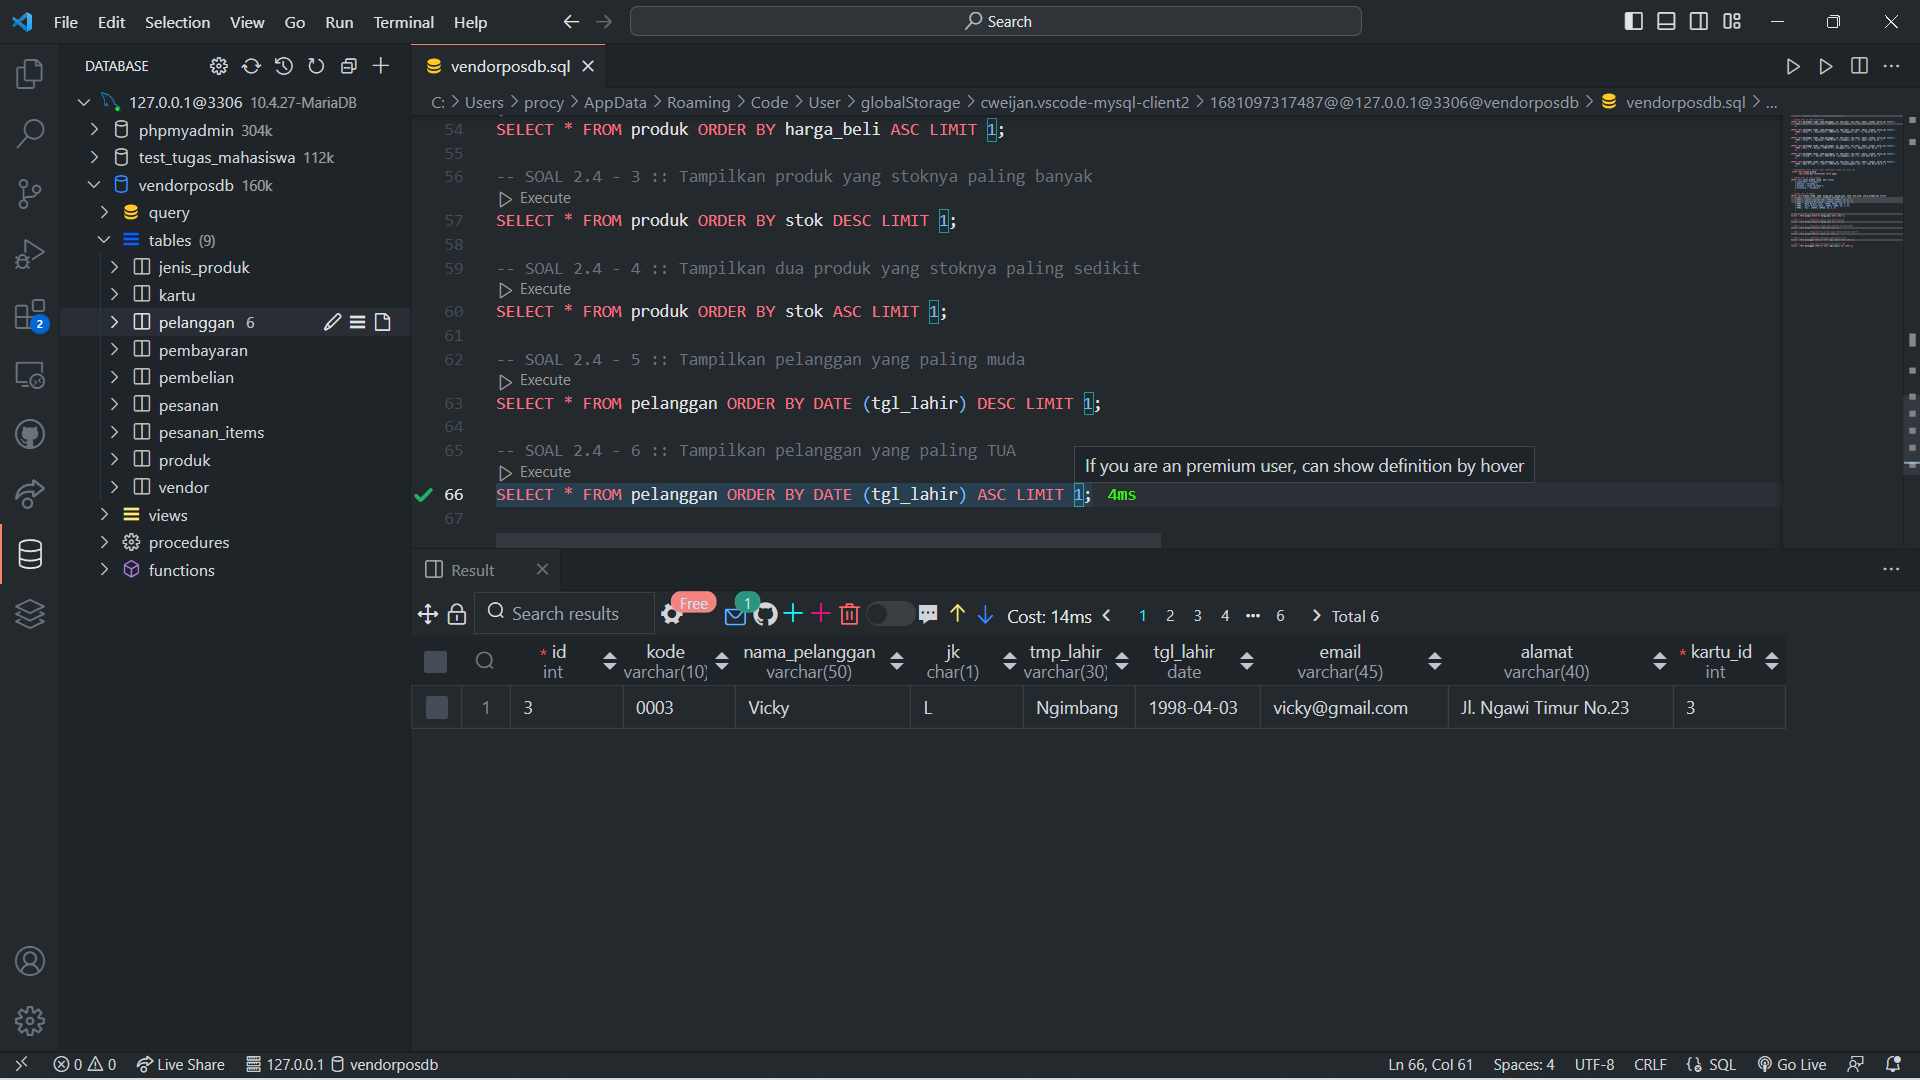 File Edit Selection View Go Run Terminal Help
Search
DATABASE
127.0.0.1@3306 10.4.27-MariaDB
phpmyadmin 304k
test_tugas_mahasiswa 112k
vendorposdb 160k
query
tables (9)
jenis_produk
kartu
pelanggan 6
pembayaran
pembelian
pesanan
pesanan_items
produk
vendor
views
procedures
functions
2
vendorposdb.sql
C: > Users > procy > AppData > Roaming > Code > User > globalStorage > cweijan.vscode-mysql-client2 > 1681097317487@@127.0.0.1@3306@vendorposdb > vendorposdb.sql > ...
54 SELECT * FROM produk ORDER BY harga_beli ASC LIMIT 1;
55
56 -- SOAL 2.4 - 3 :: Tampilkan produk yang stoknya paling banyak
Execute
57 SELECT * FROM produk ORDER BY stok DESC LIMIT 1;
58
59 -- SOAL 2.4 - 4 :: Tampilkan dua produk yang stoknya paling sedikit
Execute
60 SELECT * FROM produk ORDER BY stok ASC LIMIT 1;
61
62 -- SOAL 2.4 - 5 :: Tampilkan pelanggan yang paling muda
Execute
63 SELECT * FROM pelanggan ORDER BY DATE (tgl_lahir) DESC LIMIT 1;
64
65 -- SOAL 2.4 - 6 :: Tampilkan pelanggan yang paling TUA
If you are an premium user, can show definition by hover
Execute
66 SELECT * FROM pelanggan ORDER BY DATE (tgl_lahir) ASC LIMIT 1; 4ms
67
Result
Search results Free 1 Cost: 14ms < 1 2 3 4 ••• 6 > Total 6
* id kode nama_pelanggan jk tmp_lahir tgl_lahir email alamat * kartu_id
int varchar(10) varchar(50) char(1) varchar(30) date varchar(45) varchar(40) int
1 3 0003 Vicky L Ngimbang 1998-04-03 vicky@gmail.com Jl. Ngawi Timur No.23 3
0 0 Live Share 127.0.0.1 vendorposdb Ln 66, Col 61 Spaces: 4 UTF-8 CRLF SQL Go Live